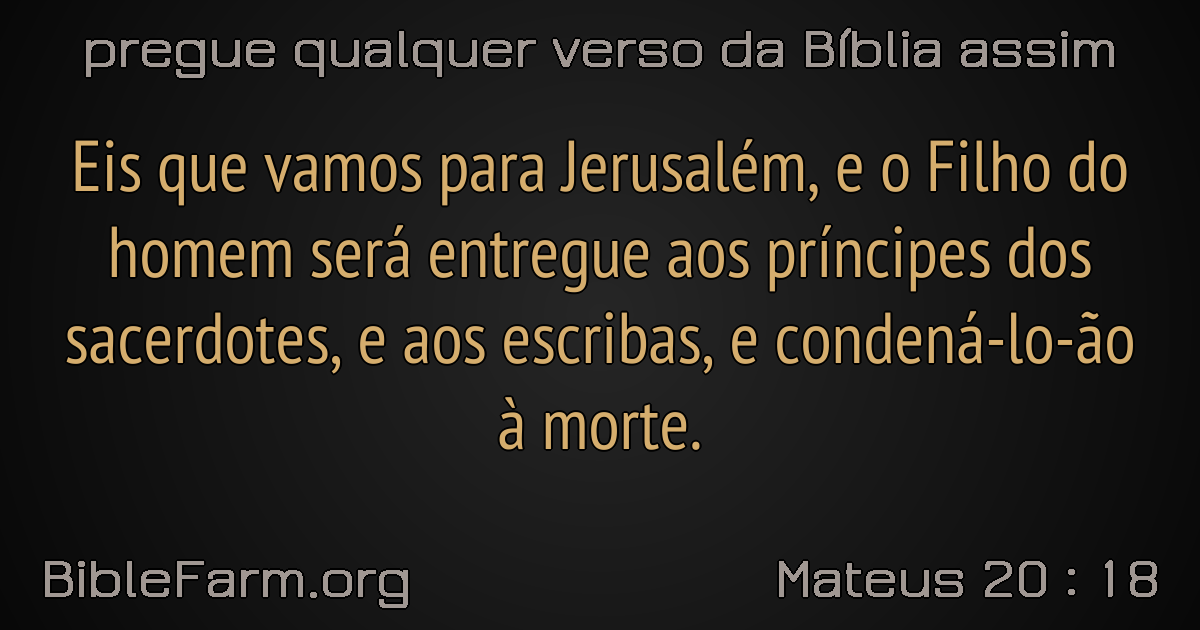 pregue qualquer verso da Bíblia assim
Eis que vamos para Jerusalém, e o Filho do
homem será entregue aos príncipes dos
sacerdotes, e aos escribas, e condená-lo-ão
à morte.
BibleFarm.org
Mateus 20 : 18